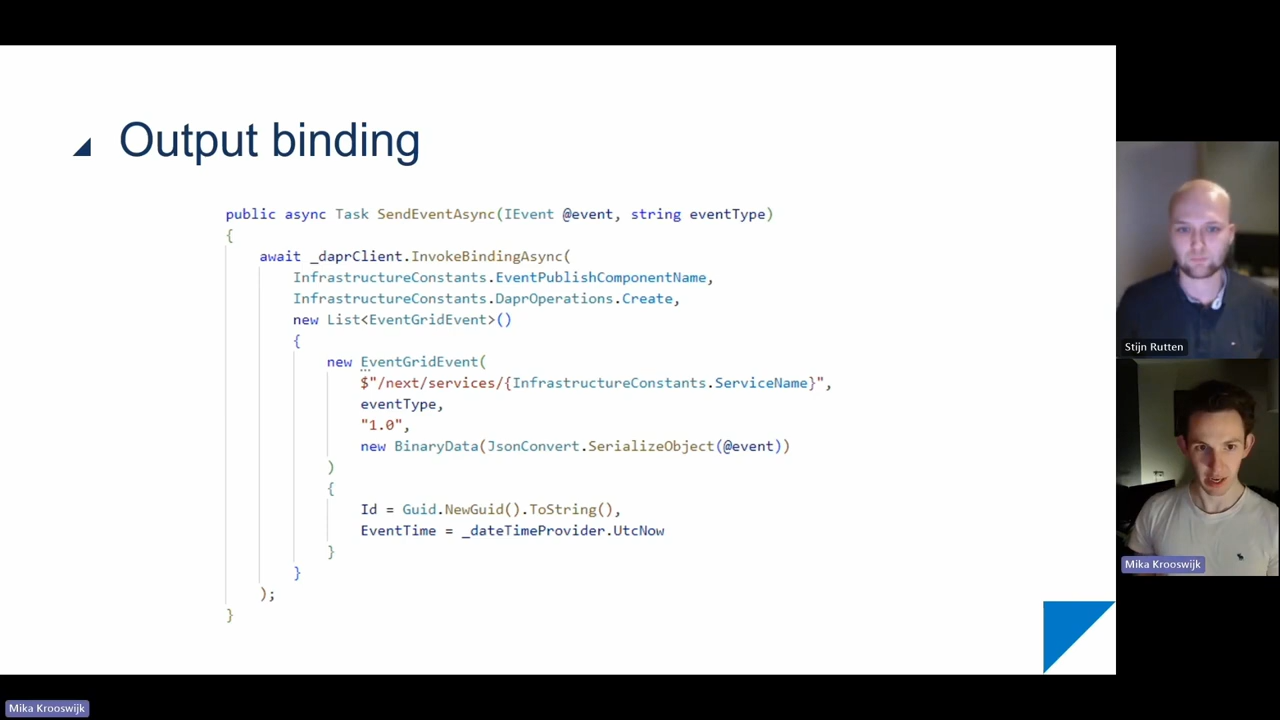 Output binding
public async Task SendEventAsync(IEvent @event, string eventType)
{
await _daprClient.InvokeBindingAsync(
InfrastructureConstants.EventPublishComponentName,
InfrastructureConstants.DaprOperations.Create,
new List<EventGridEvent>()
{
new EventGridEvent(
$"/next/services/{InfrastructureConstants.ServiceName}",
eventType,
"1.0",
new BinaryData(JsonConvert.SerializeObject(@event))
)
{
Id = Guid.NewGuid().ToString(),
EventTime = _dateTimeProvider.UtcNow
}
}
);
}
Stijn Rutten
Mika Krooswijk
Mika Krooswijk